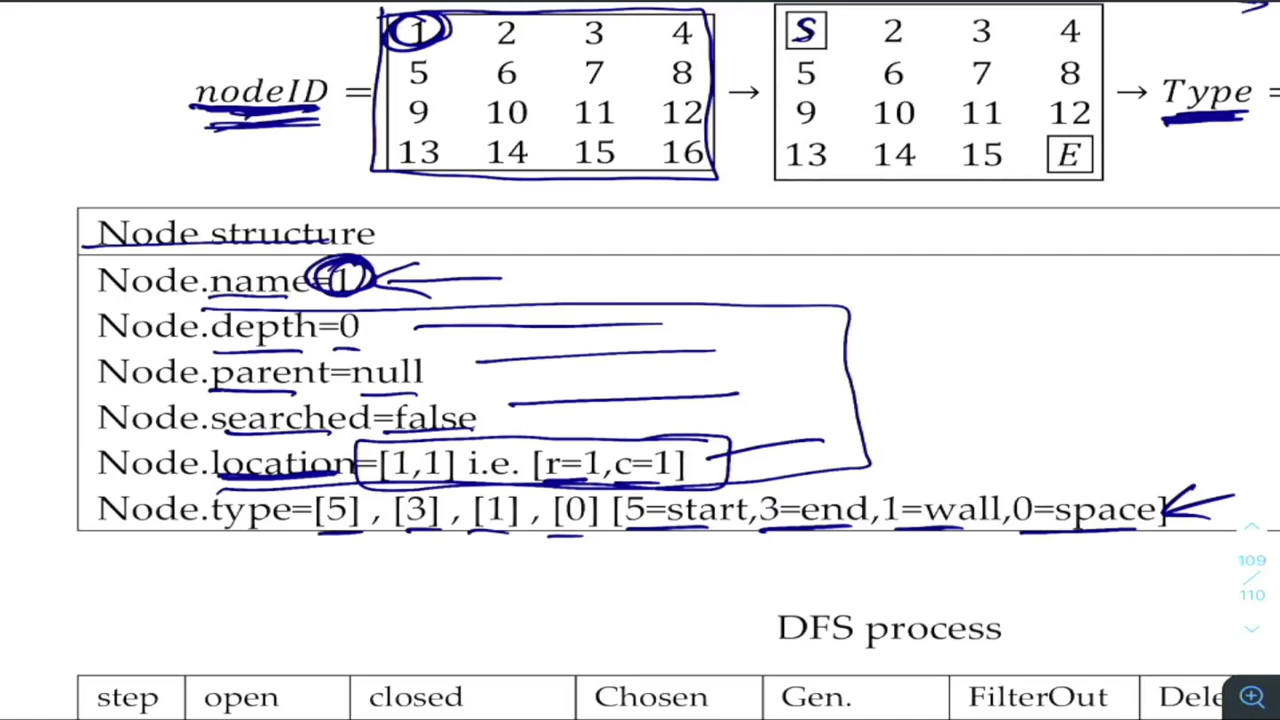 nodeID = 1 2 3 4 S 2 3 4
5 6 7 8 5 6 7 8
→ → Type =
9 10 11 12 9 10 11 12
13 14 15 16 13 14 15 E
Node structure
Node.name=1
Node.depth=0
Node.parent=null
Node.searched=false
Node.location=[1,1] i.e. [r=1,c=1]
Node.type=[5] , [3] , [1] , [0] [5=start,3=end,1=wall,0=space]
109
/
110
DFS process
step open closed Chosen Gen. FilterOut Dele